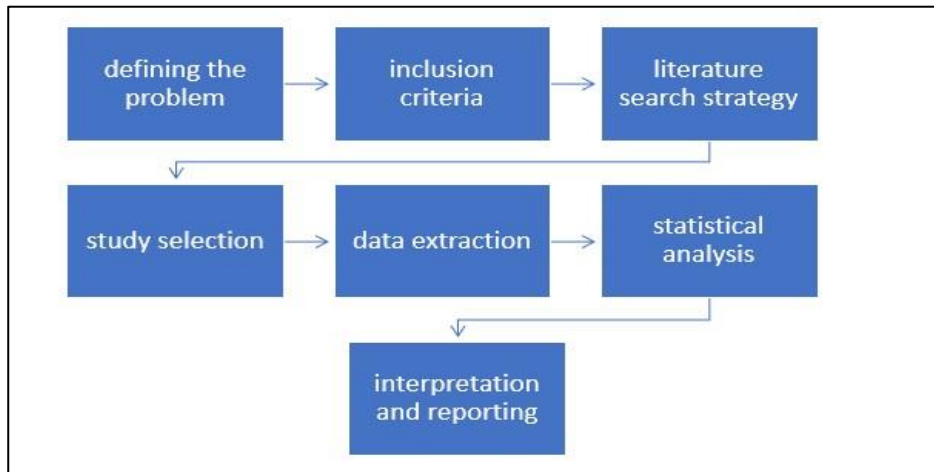 defining the
problem
inclusion
criteria
literature
search strategy
study selection
data extraction
statistical
analysis
interpretation
and reporting